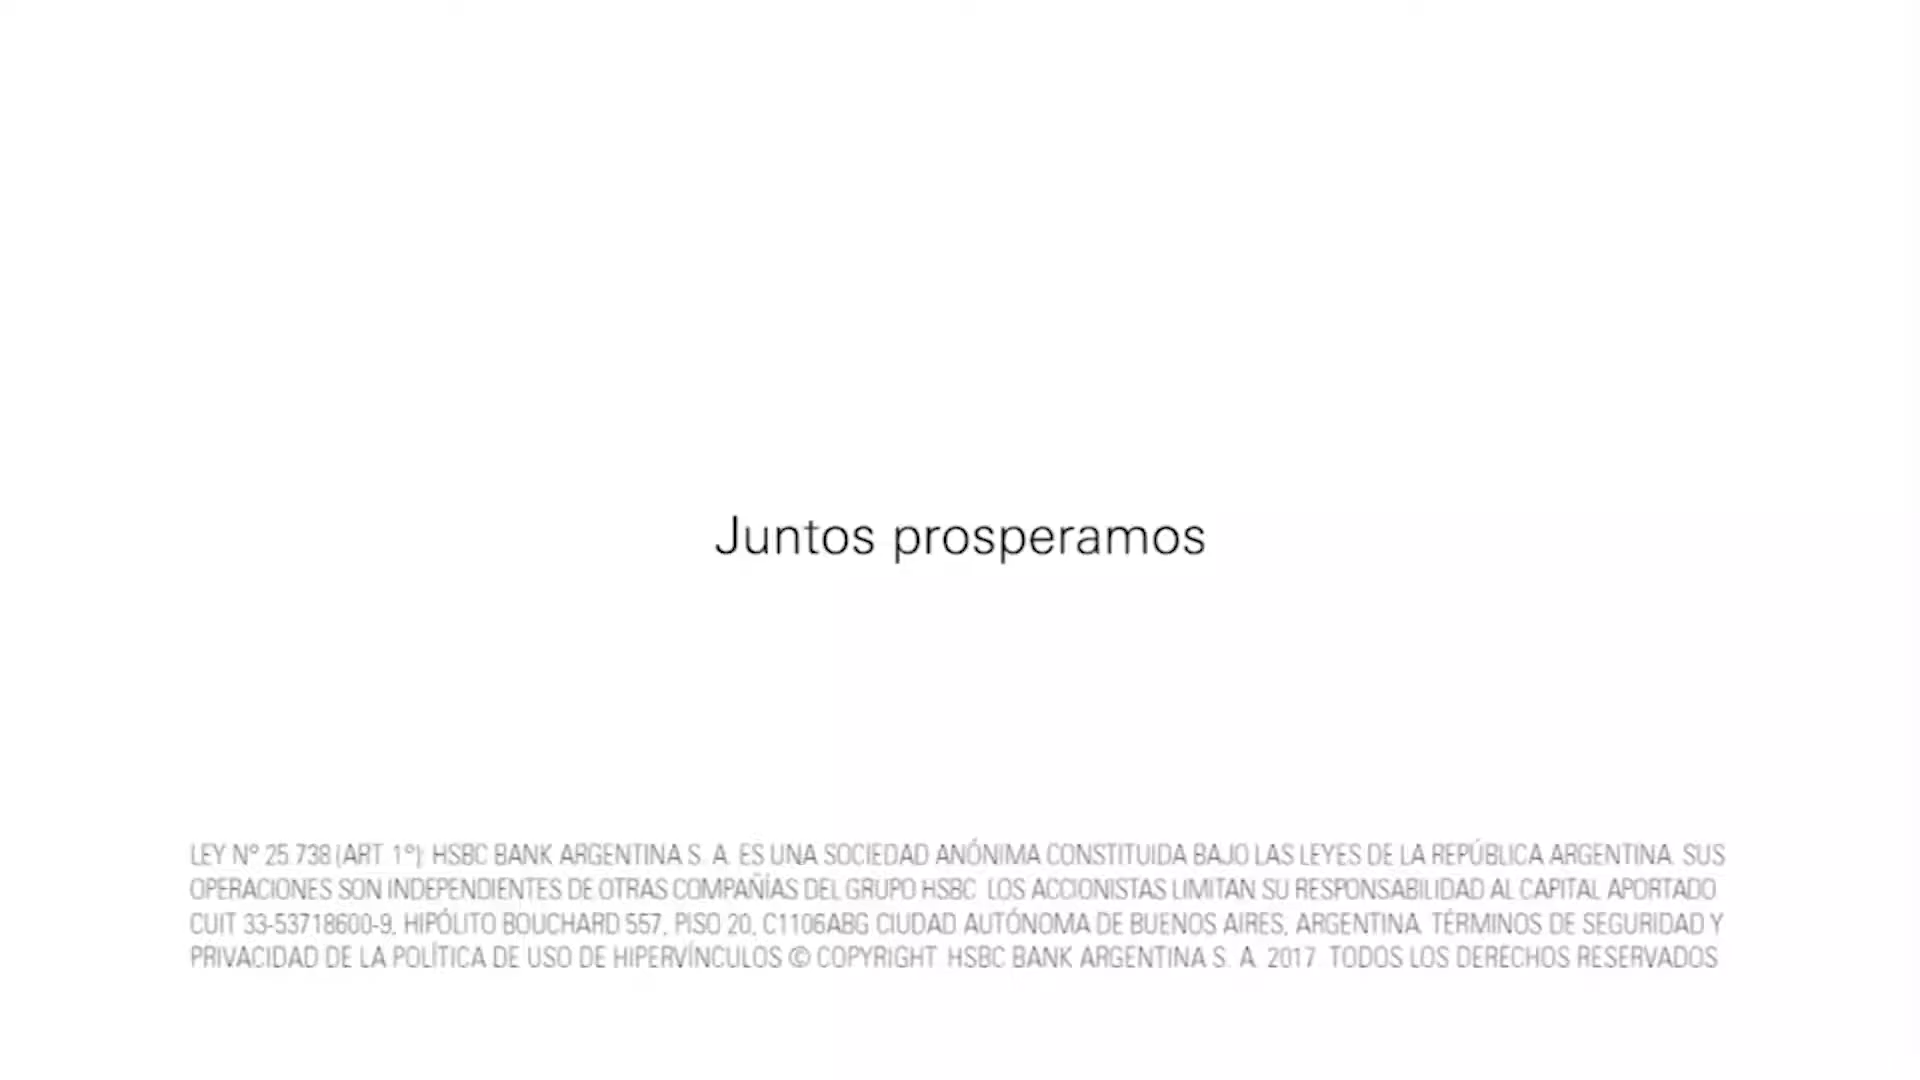 Juntos prosperamos
LEY N° 25.738 (ART. 1°): HSBC BANK ARGENTINA S. A. ES UNA SOCIEDAD ANÓNIMA CONSTITUIDA BAJO LAS LEYES DE LA REPÚBLICA ARGENTINA. SUS
OPERACIONES SON INDEPENDIENTES DE OTRAS COMPAÑÍAS DEL GRUPO HSBC. LOS ACCIONISTAS LIMITAN SU RESPONSABILIDAD AL CAPITAL APORTADO.
CUIT 33-53718600-9, HIPÓLITO BOUCHARD 557, PISO 20, C1106ABG CIUDAD AUTÓNOMA DE BUENOS AIRES, ARGENTINA. TÉRMINOS DE SEGURIDAD Y
PRIVACIDAD DE LA POLÍTICA DE USO DE HIPERVÍNCULOS © COPYRIGHT. HSBC BANK ARGENTINA S. A. 2017. TODOS LOS DERECHOS RESERVADOS.